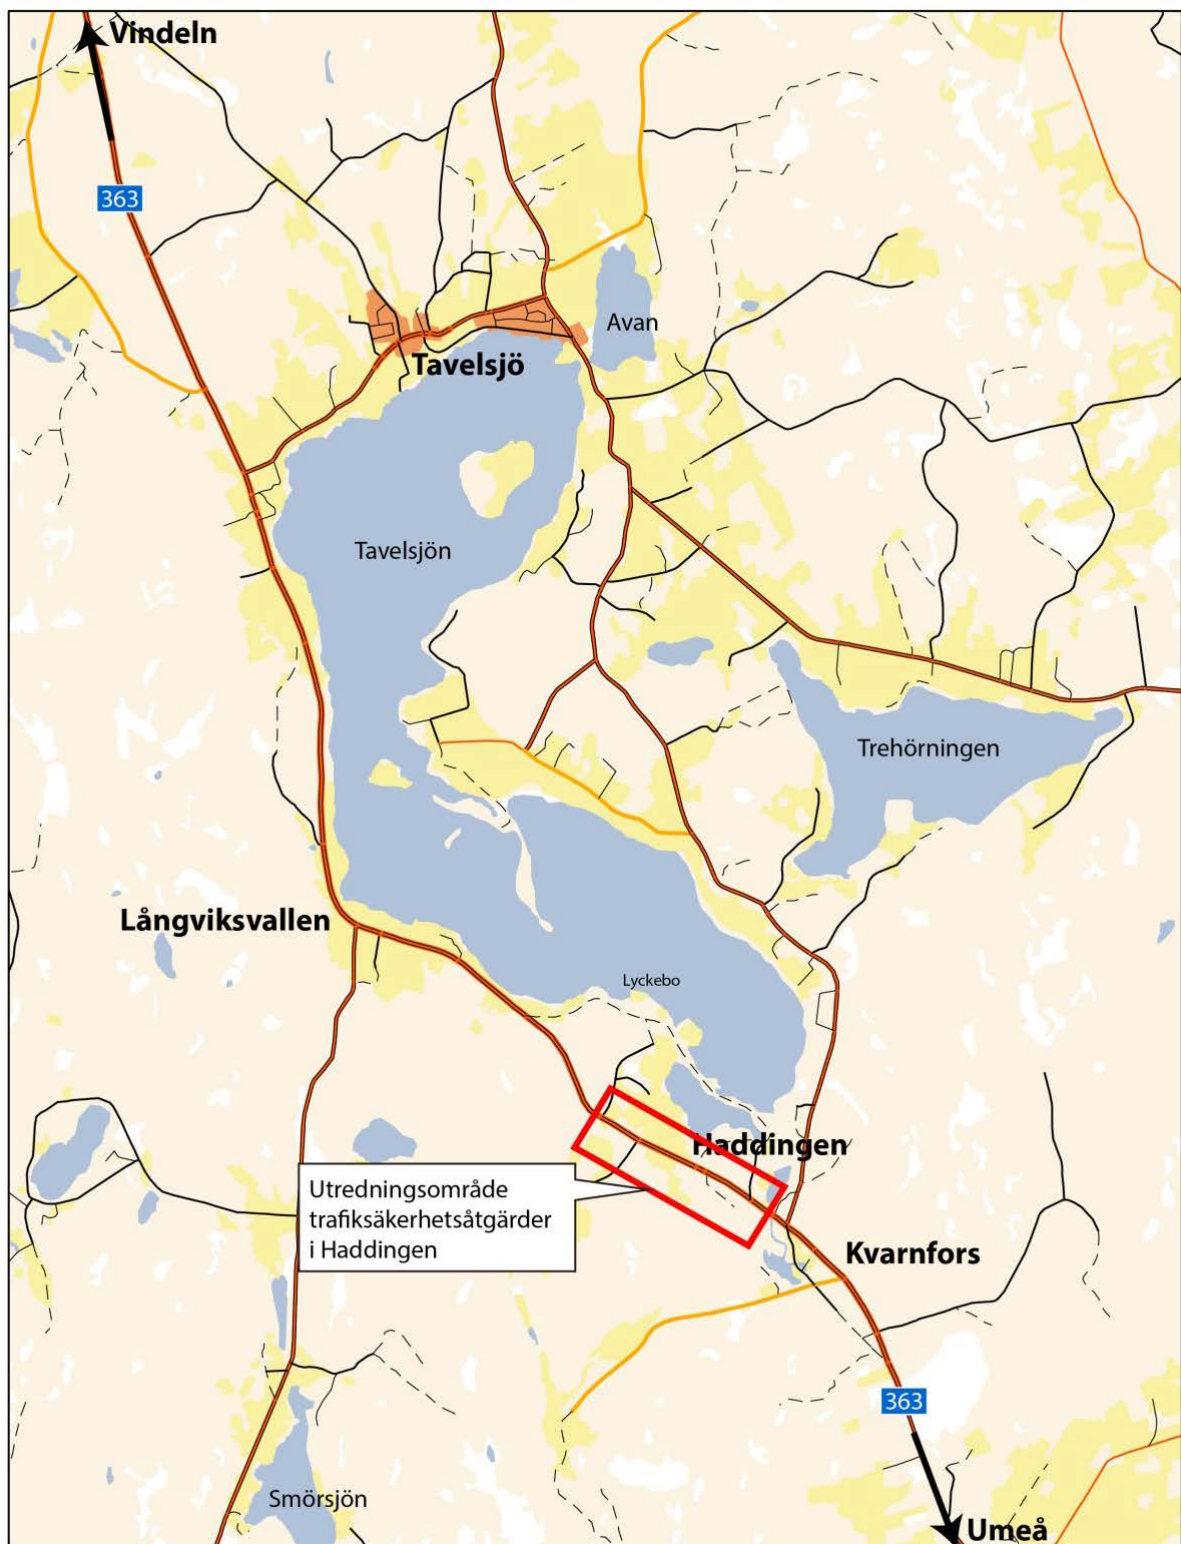 Vindeln
363
Avan
Tavelsjö
Tavelsjön
Trehörningen
Långviksvallen
Lyckebo
Haddingen
Utredningsområde
trafiksäkerhetsåtgärder
i Haddingen
Kvarnfors
363
Smörsjön
Umeå